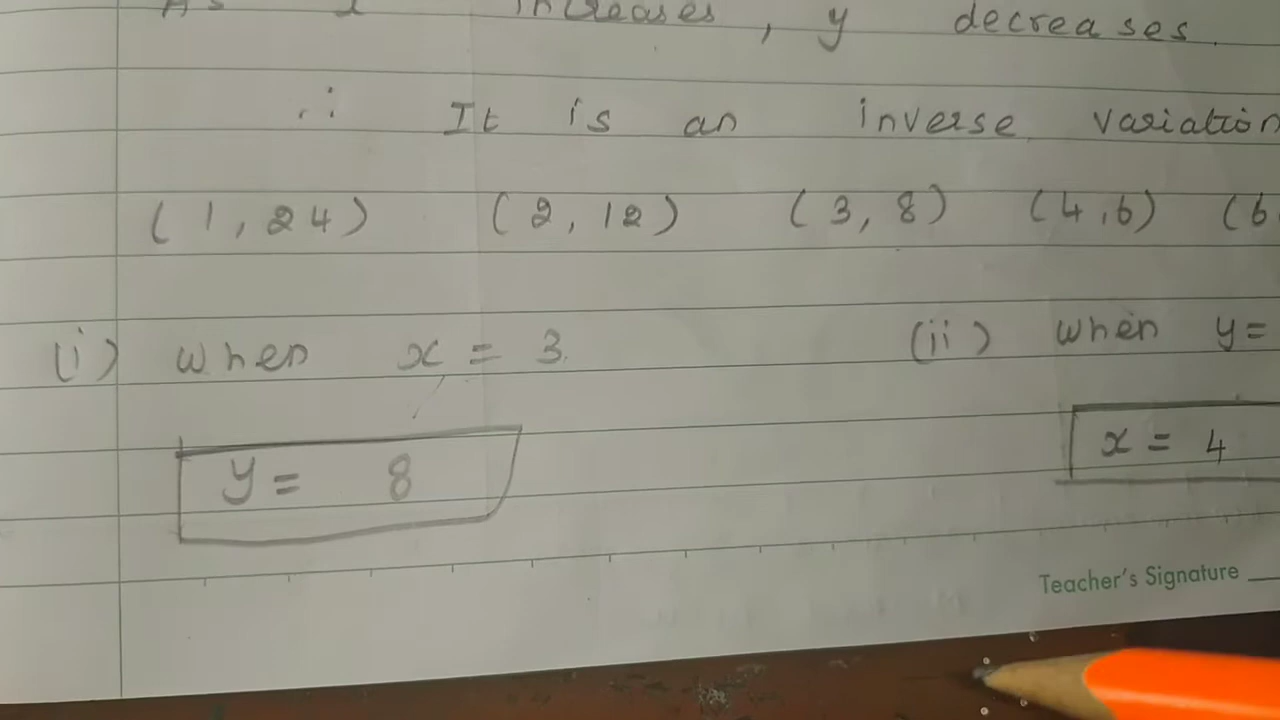 increases, y decreases.
∴ It is an inverse variation
(1, 24) (2, 12) (3, 8) (4, 6) (6
(i) when x = 3. (ii) when y =
y = 8 x = 4
Teacher's Signature